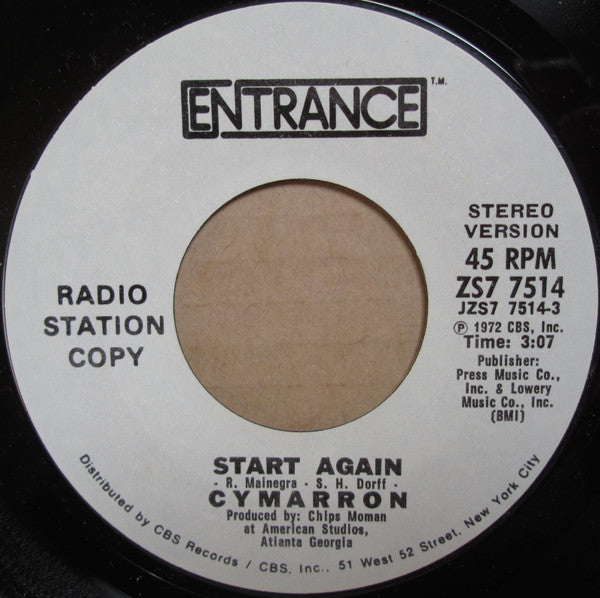 ENTRANCE T.M.
RADIO
STATION
COPY
STEREO
VERSION
45 RPM
ZS7 7514
JZS7 7514-3
Ⓟ 1972 CBS, Inc.
Time: 3:07
Publisher:
Press Music Co.,
Inc. & Lowery
Music Co., Inc.
(BMI)
START AGAIN
- R. Mainegra - S. H. Dorff -
CYMARRON
Produced by: Chips Moman
at American Studios,
Atlanta Georgia
Distributed by CBS Records / CBS, Inc., 51 West 52 Street, New York City